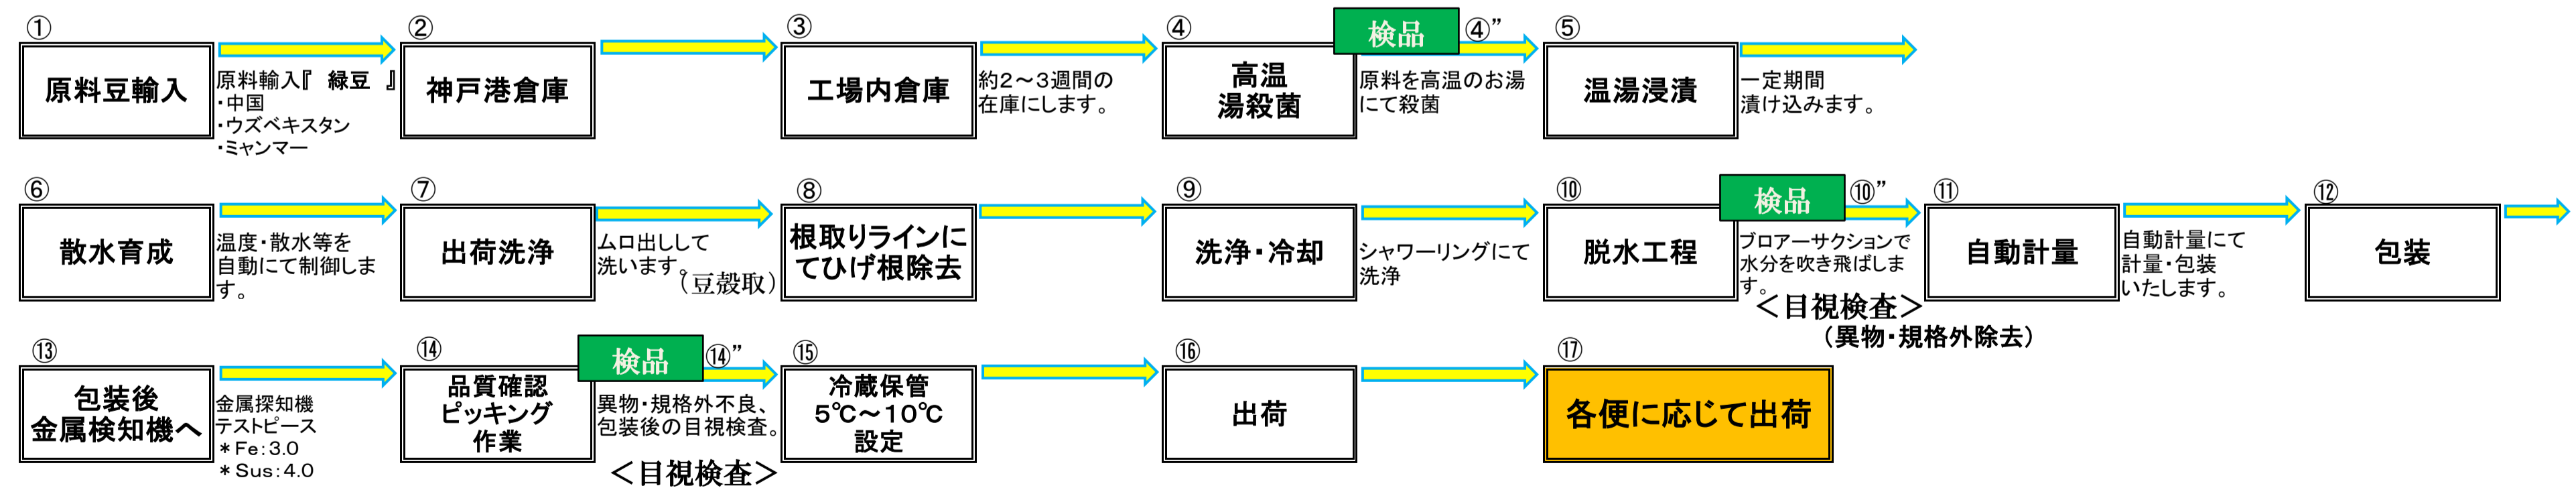 ①
原料豆輸入
原料輸入『　緑豆　』
・中国
・ウズベキスタン
・ミャンマー
②
神戸港倉庫
③
工場内倉庫
約２～３週間の
在庫にします。
④
高温
湯殺菌
検品
④”
原料を高温のお湯
にて殺菌
⑤
温湯浸漬
一定期間
漬け込みます。
⑥
散水育成
温度・散水等を
自動にて制御しま
す。
⑦
出荷洗浄
ムロ出しして
洗います。
（豆殻取）
⑧
根取りラインに
てひげ根除去
⑨
洗浄・冷却
シャワーリングにて
洗浄
⑩
脱水工程
検品
⑩”
ブロアーサクションで
水分を吹き飛ばしま
す。
＜目視検査＞
（異物・規格外除去）
⑪
自動計量
自動計量にて
計量・包装
いたします。
⑫
包装
⑬
包装後
金属検知機へ
金属探知機
テストピース
＊Fe：3.0
＊Sus：4.0
⑭
品質確認
ピッキング
作業
検品
⑭”
異物・規格外不良、
包装後の目視検査。
＜目視検査＞
⑮
冷蔵保管
５℃～１０℃
設定
⑯
出荷
⑰
各便に応じて出荷